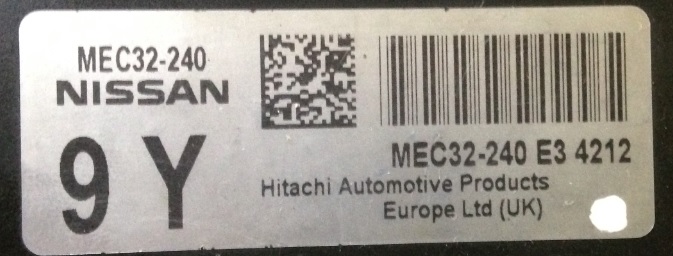 MEC32-240
NISSAN
9 Y
MEC32-240 E3 4212
Hitachi Automotive Products
Europe Ltd (UK)